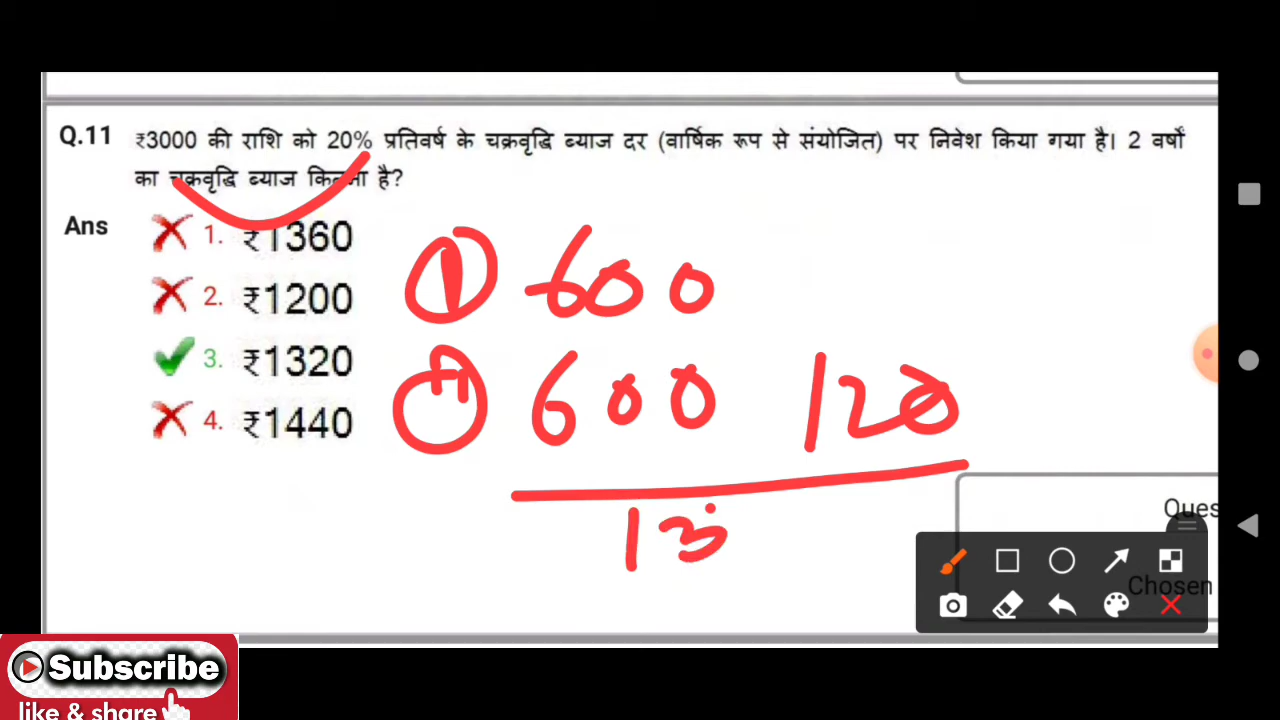 Q.11 ₹3000 की राशि को 20% प्रतिवर्ष के चक्रवृद्धि ब्याज दर (वार्षिक रूप से संयोजित) पर निवेश किया गया है। 2 वर्षों
का चक्रवृद्धि ब्याज कितना है?
Ans 1. ₹1360
2. ₹1200
3. ₹1320
4. ₹1440
① 600
600 120
13
Ques
Chosen
Subscribe
like & share